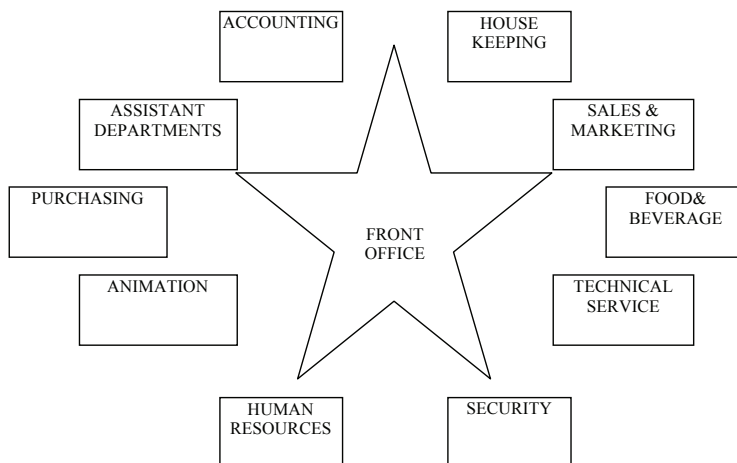 ACCOUNTING
HOUSE
KEEPING
ASSISTANT
DEPARTMENTS
SALES &
MARKETING
PURCHASING
FRONT
OFFICE
FOOD&
BEVERAGE
ANIMATION
TECHNICAL
SERVICE
HUMAN
RESOURCES
SECURITY